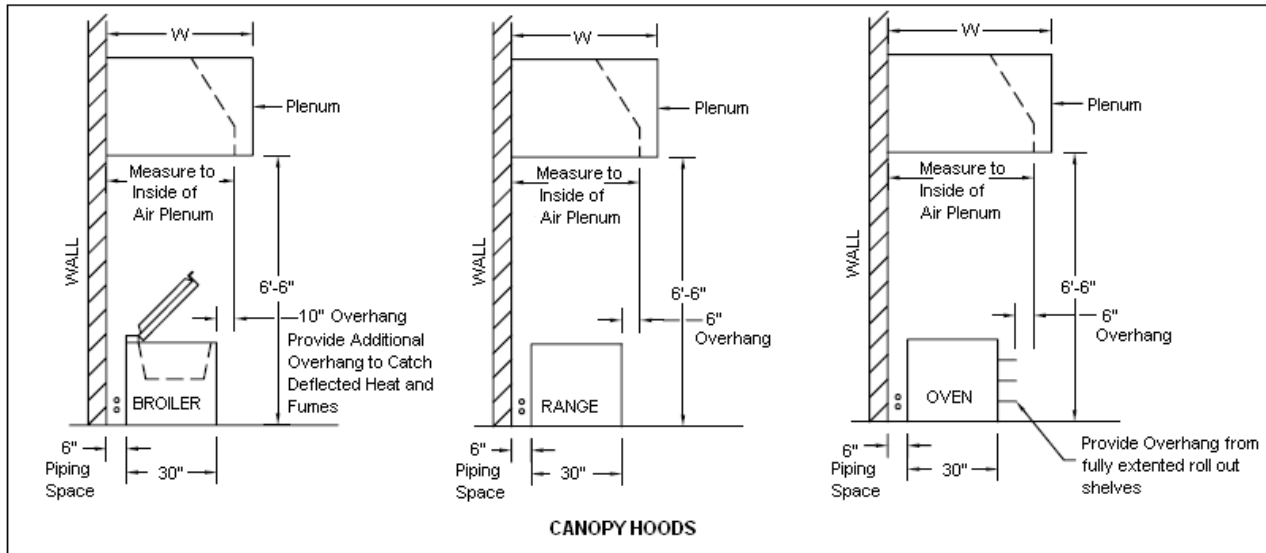 W
Plenum
Measure to
Inside of
Air Plenum
WALL
6'-6"
10" Overhang
Provide Additional
Overhang to Catch
Deflected Heat and
Fumes
BROILER
6"
Piping
Space
30"
W
Plenum
Measure to
Inside of
Air Plenum
WALL
6'-6"
6"
Overhang
RANGE
6"
Piping
Space
30"
W
Plenum
Measure to
Inside of
Air Plenum
WALL
6'-6"
6"
Overhang
OVEN
6"
Piping
Space
30"
Provide Overhang from
fully extented roll out
shelves
CANOPY HOODS